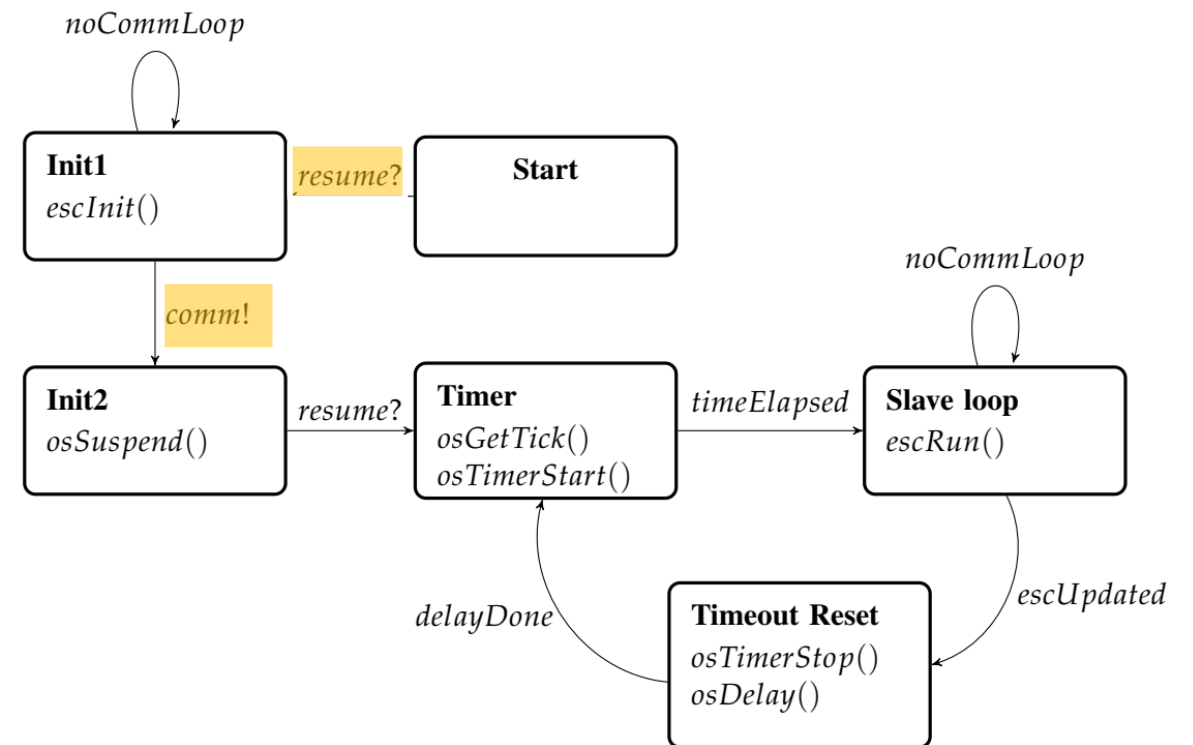 noCommLoop
Init1
escInit()
resume?
Start
comm!
noCommLoop
Init2
osSuspend()
resume?
Timer
osGetTick()
osTimerStart()
timeElapsed
Slave loop
escRun()
delayDone
Timeout Reset
osTimerStop()
osDelay()
escUpdated